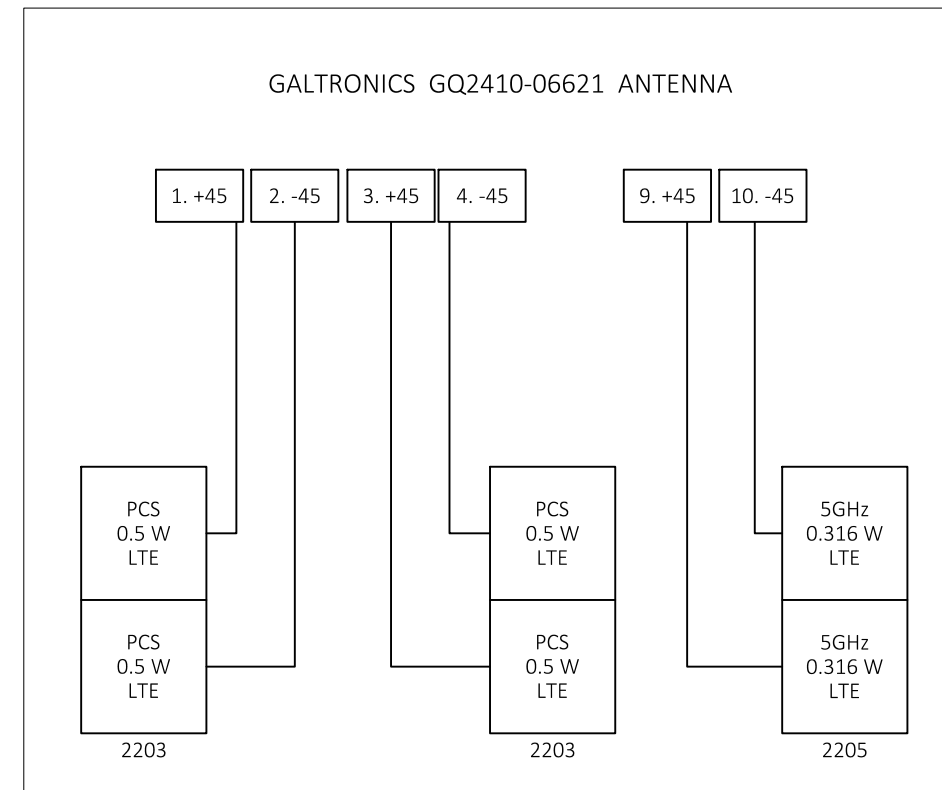 GALTRONICS GQ2410-06621 ANTENNA
1. +45
2. -45
3. +45
4. -45
9. +45
10. -45
PCS
0.5 W
LTE
PCS
0.5 W
LTE
2203
PCS
0.5 W
LTE
PCS
0.5 W
LTE
2203
5GHz
0.316 W
LTE
5GHz
0.316 W
LTE
2205